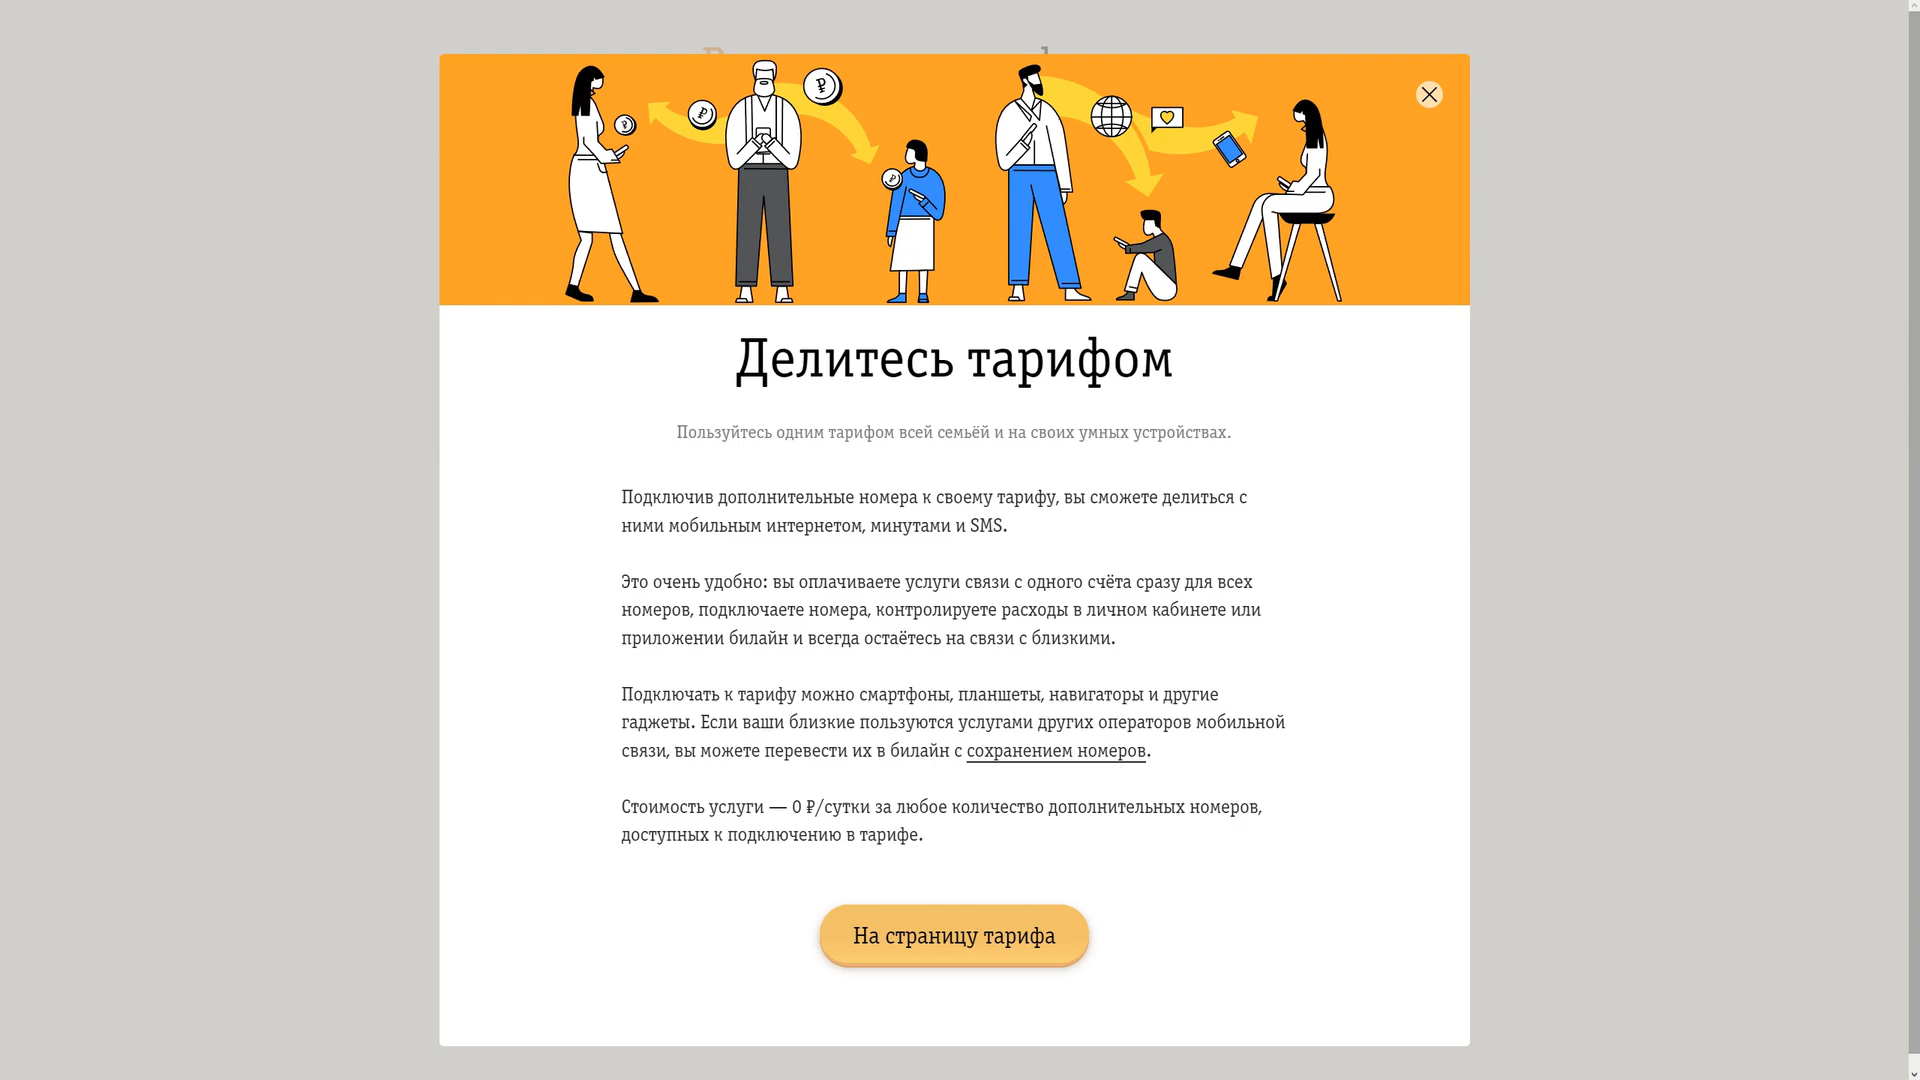 Делитесь тарифом
Пользуйтесь одним тарифом всей семьёй и на своих умных устройствах.
Подключив дополнительные номера к своему тарифу, вы сможете делиться с
ними мобильным интернетом, минутами и SMS.
Это очень удобно: вы оплачиваете услуги связи с одного счёта сразу для всех
номеров, подключаете номера, контролируете расходы в личном кабинете или
приложении билайн и всегда остаётесь на связи с близкими.
Подключать к тарифу можно смартфоны, планшеты, навигаторы и другие
гаджеты. Если ваши близкие пользуются услугами других операторов мобильной
связи, вы можете перевести их в билайн с сохранением номеров.
Стоимость услуги — 0 ₽/сутки за любое количество дополнительных номеров,
доступных к подключению в тарифе.
На страницу тарифа